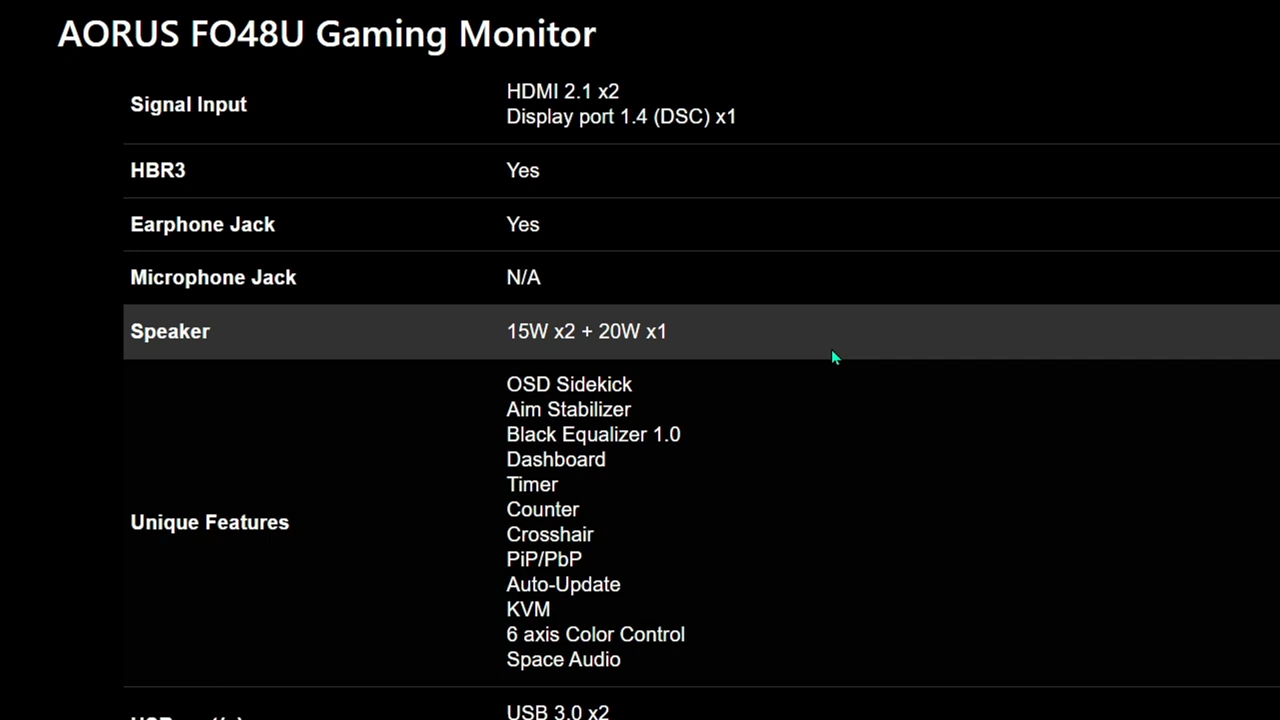 AORUS FO48U Gaming Monitor
Signal Input
HDMI 2.1 x2
Display port 1.4 (DSC) x1
HBR3
Yes
Earphone Jack
Yes
Microphone Jack
N/A
Speaker
15W x2 + 20W x1
Unique Features
OSD Sidekick
Aim Stabilizer
Black Equalizer 1.0
Dashboard
Timer
Counter
Crosshair
PiP/PbP
Auto-Update
KVM
6 axis Color Control
Space Audio
USB 3.0 x2